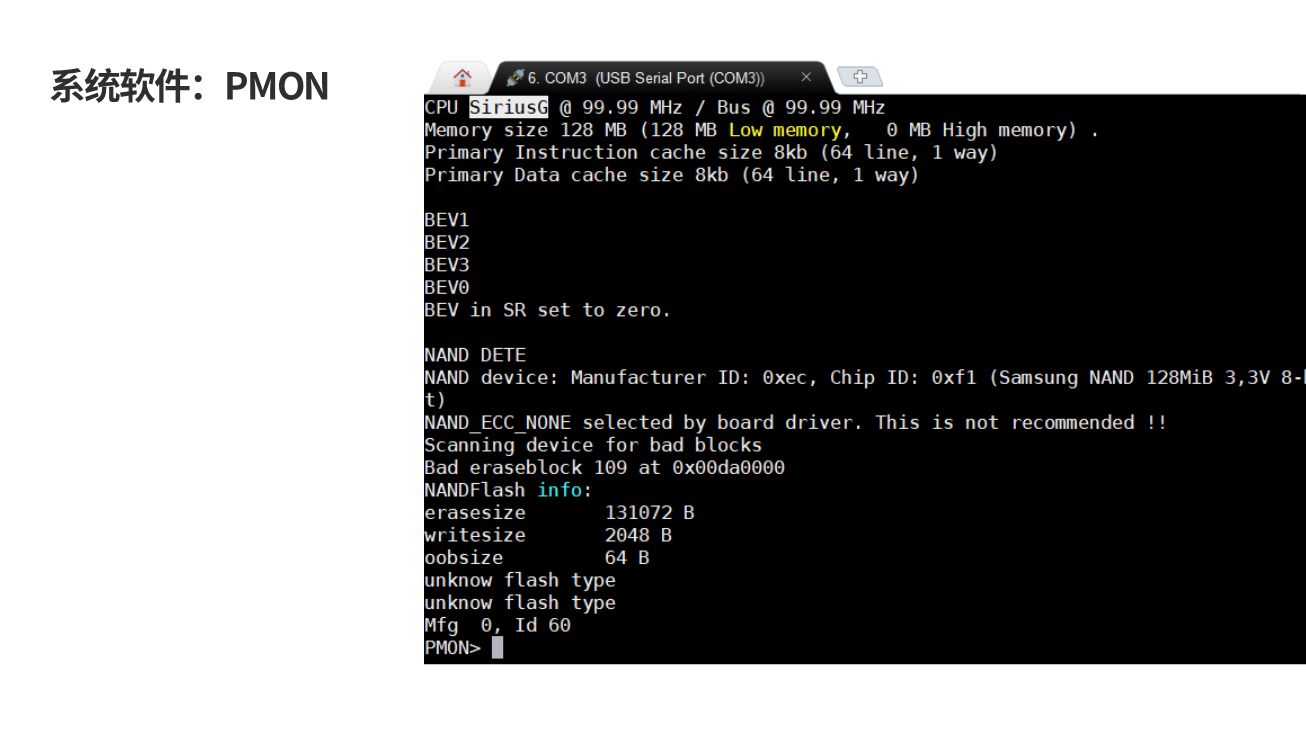 系统软件：PMON
6. COM3 (USB Serial Port (COM3))
CPU SiriusG @ 99.99 MHz / Bus @ 99.99 MHz
Memory size 128 MB (128 MB Low memory,   0 MB High memory) .
Primary Instruction cache size 8kb (64 line, 1 way)
Primary Data cache size 8kb (64 line, 1 way)
BEV1
BEV2
BEV3
BEV0
BEV in SR set to zero.
NAND DETE
NAND device: Manufacturer ID: 0xec, Chip ID: 0xf1 (Samsung NAND 128MiB 3,3V 8-
t)
NAND_ECC_NONE selected by board driver. This is not recommended !!
Scanning device for bad blocks
Bad eraseblock 109 at 0x00da0000
NANDFlash info:
erasesize       131072 B
writesize       2048 B
oobsize         64 B
unknow flash type
unknow flash type
Mfg  0, Id 60
PMON>